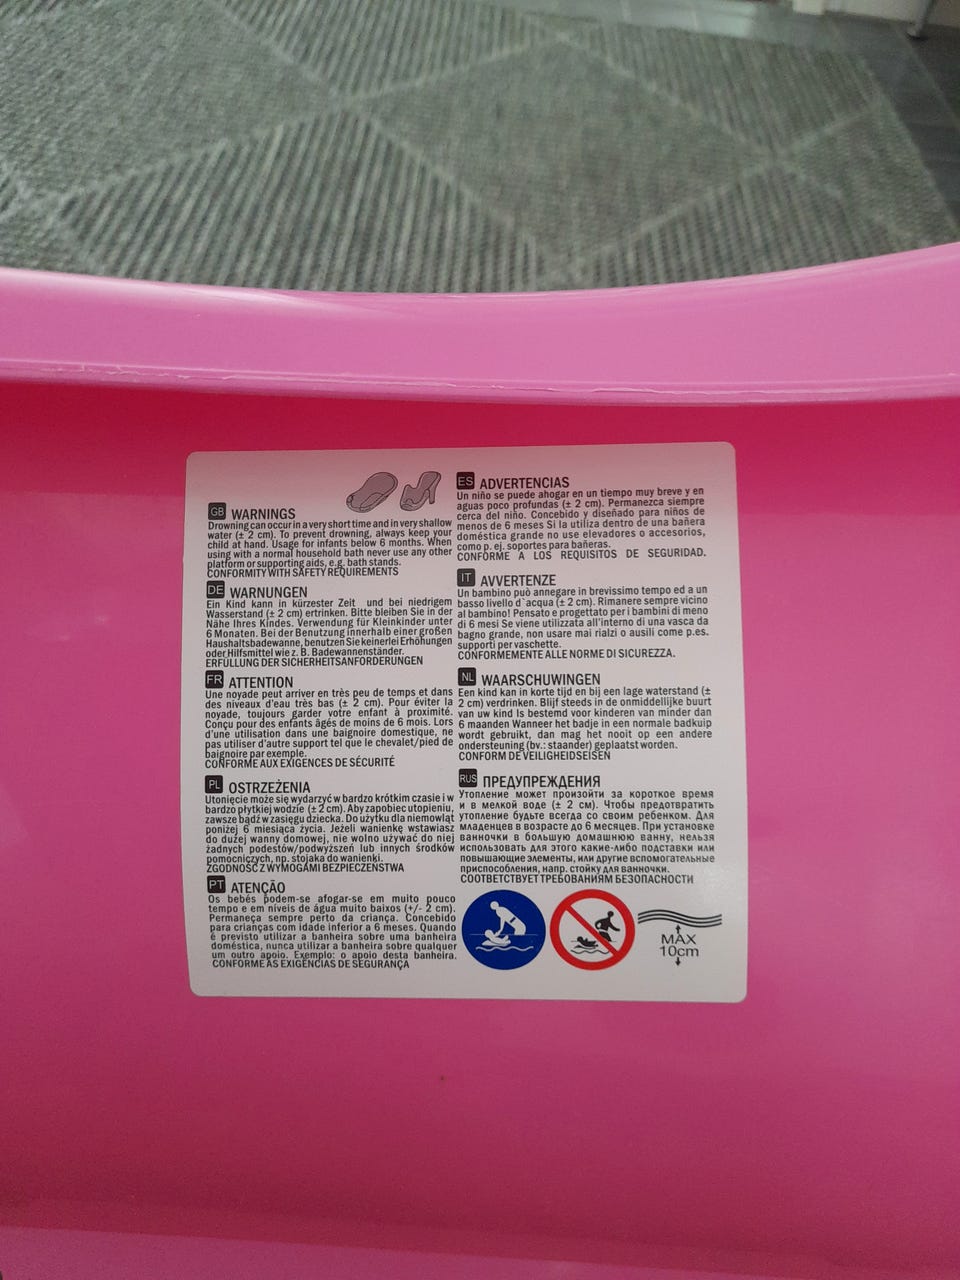 GB WARNINGS
Drowning can occur in a very short time and in very shallow
water (± 2 cm). To prevent drowning, always keep your
child at hand. Usage for infants below 6 months. When
using with a normal household bath never use any other
platform or supporting aids, e.g. bath stands.
CONFORMITY WITH SAFETY REQUIREMENTS
DE WARNUNGEN
Ein Kind kann in kürzester Zeit und bei niedrigem
Wasserstand (± 2 cm) ertrinken. Bitte bleiben Sie in der
Nähe Ihres Kindes. Verwendung für Kleinkinder unter
6 Monaten. Bei der Benutzung innerhalb einer großen
Haushaltsbadewanne, benutzen Sie keinerlei Erhöhungen
oder Hilfsmittel wie z. B. Badewannenständer.
ERFÜLLUNG DER SICHERHEITSANFORDERUNGEN
FR ATTENTION
Une noyade peut arriver en très peu de temps et dans
des niveaux d'eau très bas (± 2 cm). Pour éviter la
noyade, toujours garder votre enfant à proximité.
Conçu pour des enfants âgés de moins de 6 mois. Lors
d'une utilisation dans une baignoire domestique, ne
pas utiliser d'autre support tel que le chevalet/pied de
baignoire par exemple.
CONFORME AUX EXIGENCES DE SÉCURITÉ
PL OSTRZEŻENIA
Utonięcie może się wydarzyć w bardzo krótkim czasie i w
bardzo płytkiej wodzie (± 2 cm). Aby zapobiec utopieniu,
zawsze bądź w zasięgu dziecka. Do użytku dla niemowląt
poniżej 6 miesiąca życia. Jeżeli wanienkę wstawiasz
do dużej wanny domowej, nie wolno używać do niej
żadnych podestów/podwyższeń lub innych środków
pomocniczych, np. stojaka do wanienki.
ZGODNOŚĆ Z WYMOGAMI BEZPIECZEŃSTWA
PT ATENÇÃO
Os bebés podem-se afogar-se em muito pouco
tempo e em níveis de água muito baixos (+/- 2 cm).
Permaneça sempre perto da criança. Concebido
para crianças com idade inferior a 6 meses. Quando
é previsto utilizar a banheira sobre uma banheira
doméstica, nunca utilizar a banheira sobre qualquer
um outro apoio. Exemplo: o apoio desta banheira.
CONFORME AS EXIGÊNCIAS DE SEGURANÇA
ES ADVERTENCIAS
Un niño se puede ahogar en un tiempo muy breve y en
aguas poco profundas (± 2 cm). Permanezca siempre
cerca del niño. Concebido y diseñado para niños de
menos de 6 meses Si la utiliza dentro de una bañera
doméstica grande no use elevadores o accesorios,
como p. ej. soportes para bañeras.
CONFORME A LOS REQUISITOS DE SEGURIDAD.
IT AVVERTENZE
Un bambino può annegare in brevissimo tempo ed a un
basso livello d`acqua (± 2 cm). Rimanere sempre vicino
al bambino! Pensato e progettato per i bambini di meno
di 6 mesi Se viene utilizzata all'interno di una vasca da
bagno grande, non usare mai rialzi o ausili come p.es.
supporti per vaschette.
CONFORMEMENTE ALLE NORME DI SICUREZZA.
NL WAARSCHUWINGEN
Een kind kan in korte tijd en bij een lage waterstand (±
2 cm) verdrinken. Blijf steeds in de onmiddellijke buurt
van uw kind Is bestemd voor kinderen van minder dan
6 maanden Wanneer het badje in een normale badkuip
wordt gebruikt, dan mag het nooit op een andere
ondersteuning (bv.: staander) geplaatst worden.
CONFORM DE VEILIGHEIDSEISEN
RUS ПРЕДУПРЕЖДЕНИЯ
Утопление может произойти за короткое время
и в мелкой воде (± 2 см). Чтобы предотвратить
утопление будьте всегда со своим ребенком. Для
младенцев в возрасте до 6 месяцев. При установке
ванночки в большую домашнюю ванну, нельзя
использовать для этого какие-либо подставки или
повышающие элементы, или другие вспомогательные
приспособления, напр. стойку для ванночки.
СООТВЕТСТВУЕТ ТРЕБОВАНИЯМ БЕЗОПАСНОСТИ
MAX
10cm